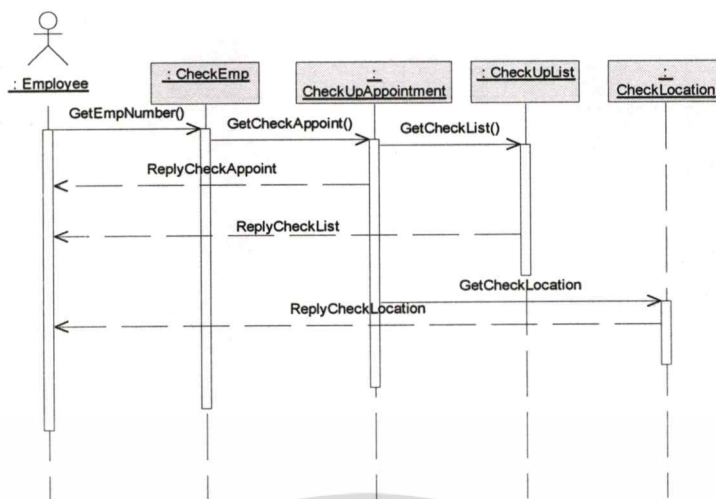 : Employee
: CheckEmp
:
CheckUpAppointment
: CheckUpList
:
CheckLocation
GetEmpNumber()
GetCheckAppoint()
GetCheckList()
ReplyCheckAppoint
ReplyCheckList
GetCheckLocation
ReplyCheckLocation